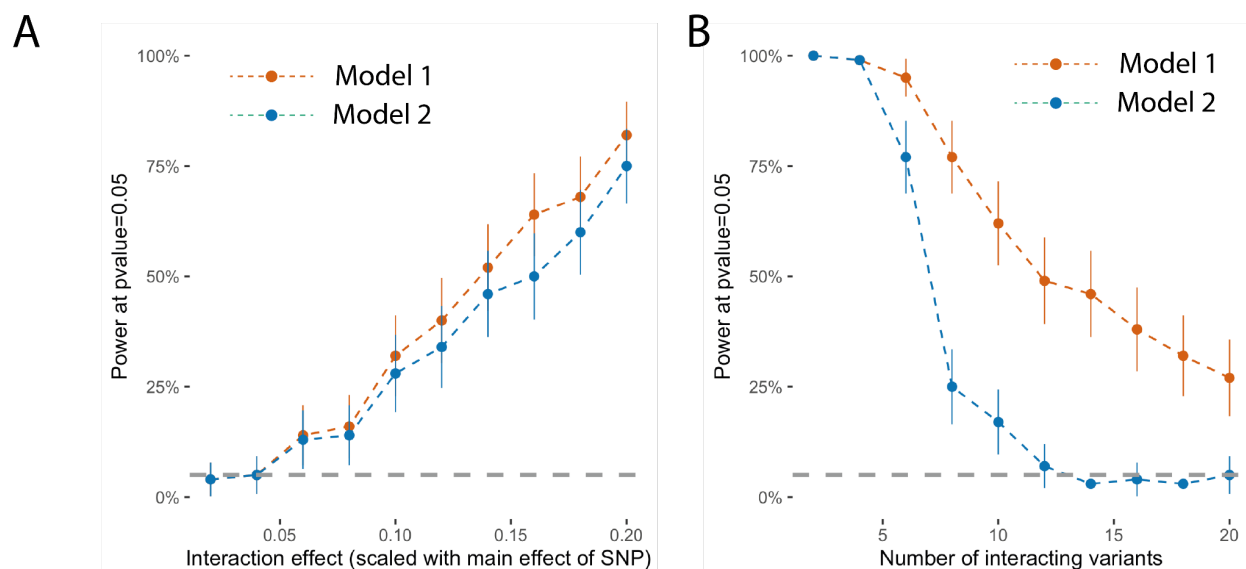 A
Power at pvalue=0.05
100%
75%
50%
25%
0%
Model 1
Model 2
0.05
0.10
0.15
0.20
Interaction effect (scaled with main effect of SNP)
B
Power at pvalue=0.05
100%
75%
50%
25%
0%
Model 1
Model 2
5
10
15
20
Number of interacting variants